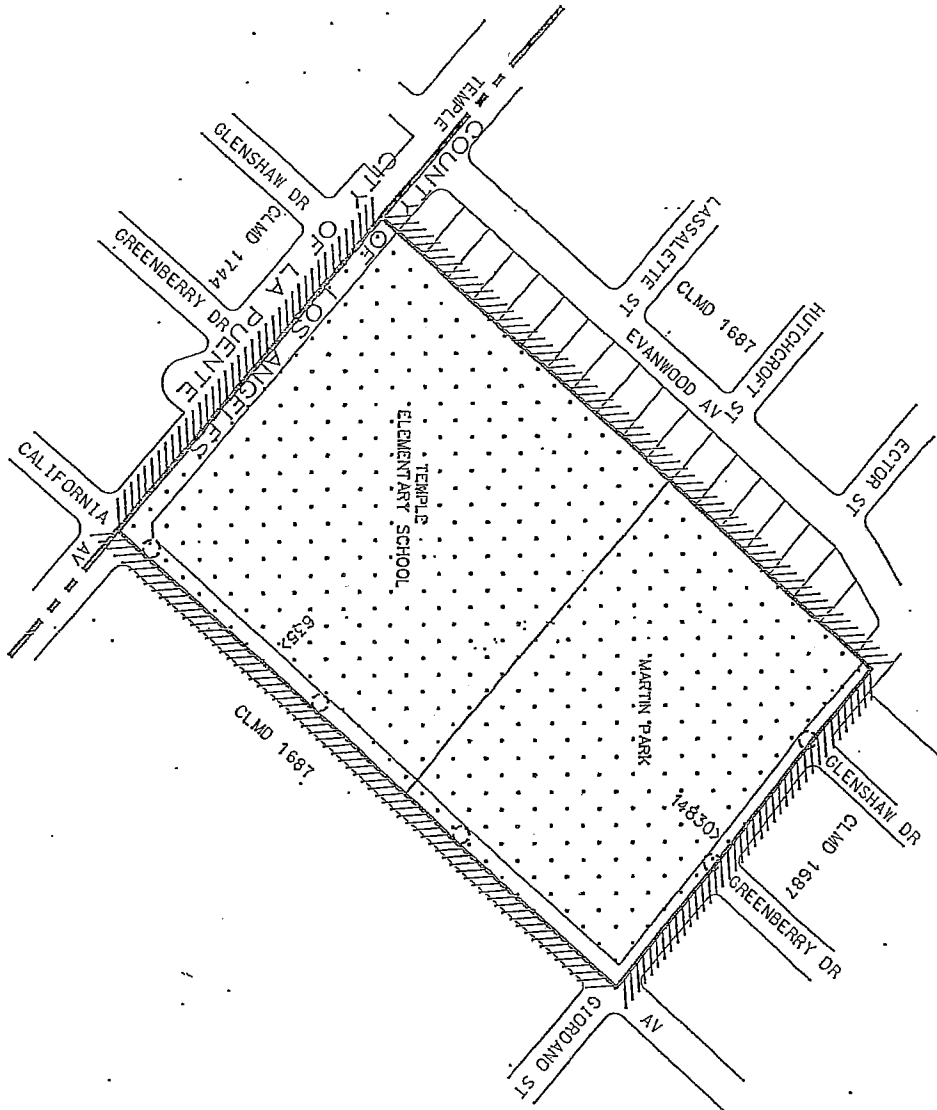 TEMPLE
COUNTY
OF LOS ANGELES
CITY
OF LA PUENTE
GLENSHAW DR
CLMD 1744
GREENBERRY DR
LASSALETTE ST
CLMD 1687
HUTCHCROFT ST
EVANWOOD AV
ECTOR ST
TEMPLE
ELEMENTARY SCHOOL
CALIFORNIA AV
635>
CLMD 1687
MARTIN PARK
14830>
GLENSHAW DR
CLMD 1687
GREENBERRY DR
GIORDANO ST
AV